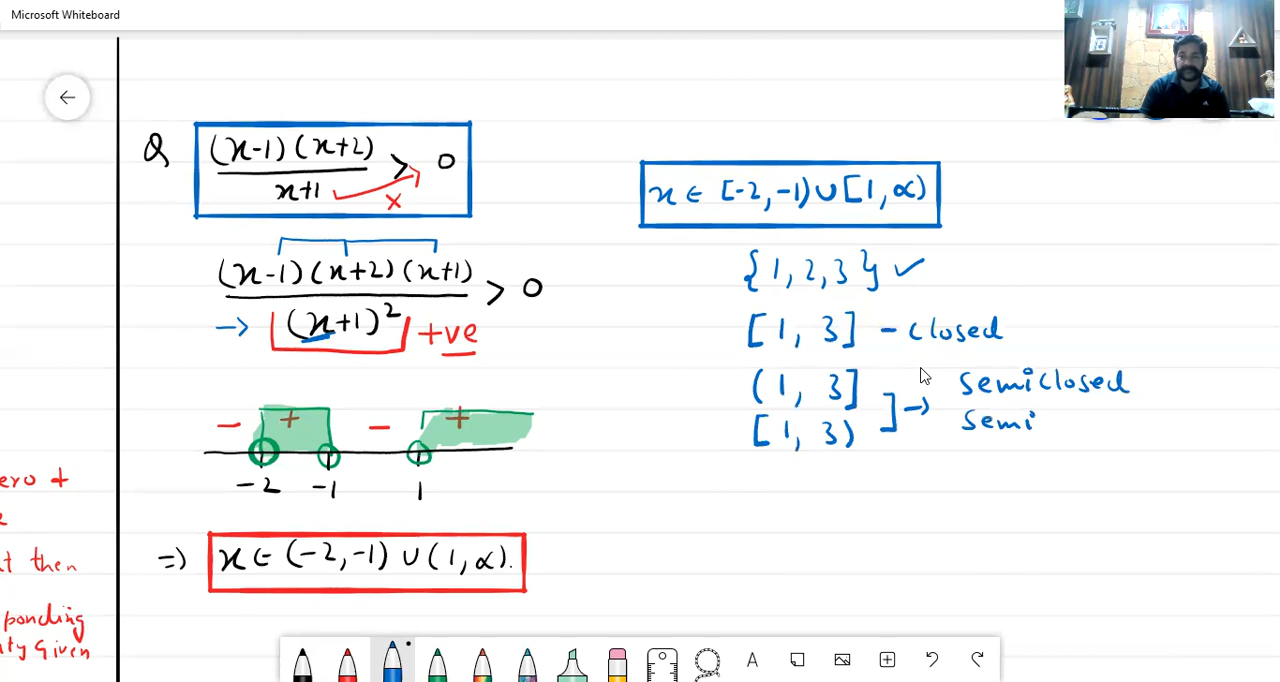 Microsoft Whiteboard
Q (x-1)(x+2)/x+1 > 0
x
(x-1)(x+2)(x+1)/(x+1)² > 0
→ +ve
- + - +
-2 -1 1
=> x ∈ (-2, -1) ∪ (1, ∝).
x ∈ [-2, -1) ∪ [1, ∝)
{1, 2, 3} ✓
[1, 3] - closed
(1, 3]
[1, 3)
] → semiclosed
semi
ero +
t then
ponding
ty given
A